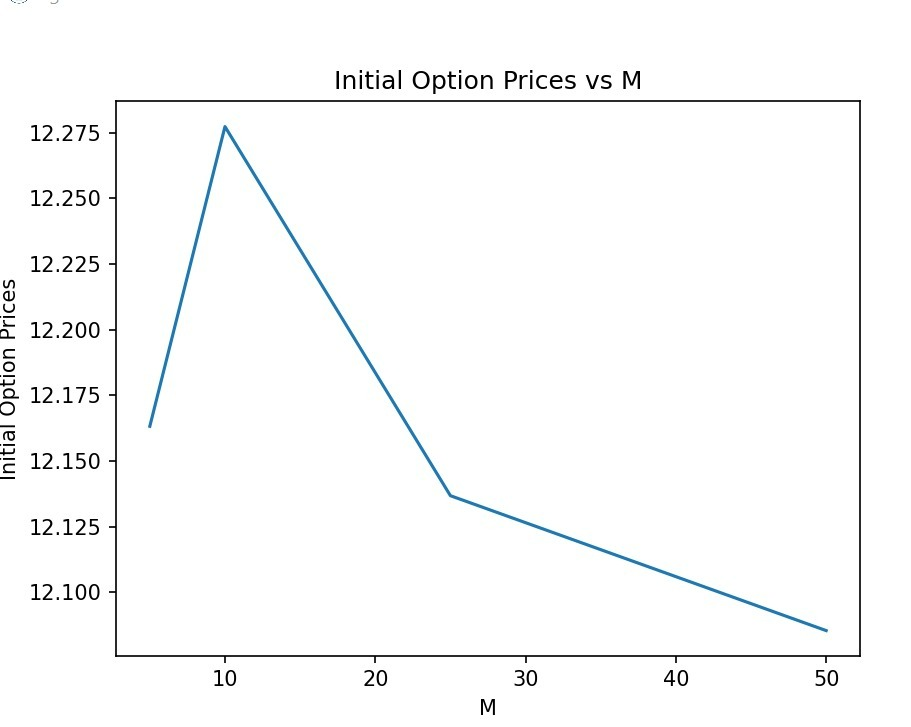 Initial Option Prices vs M
12.275
12.250
12.225
12.200
12.175
12.150
12.125
12.100
Initial Option Prices
10 20 30 40 50
M